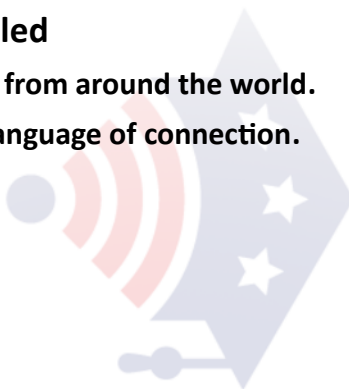 led
from around the world.
anguage of connection.